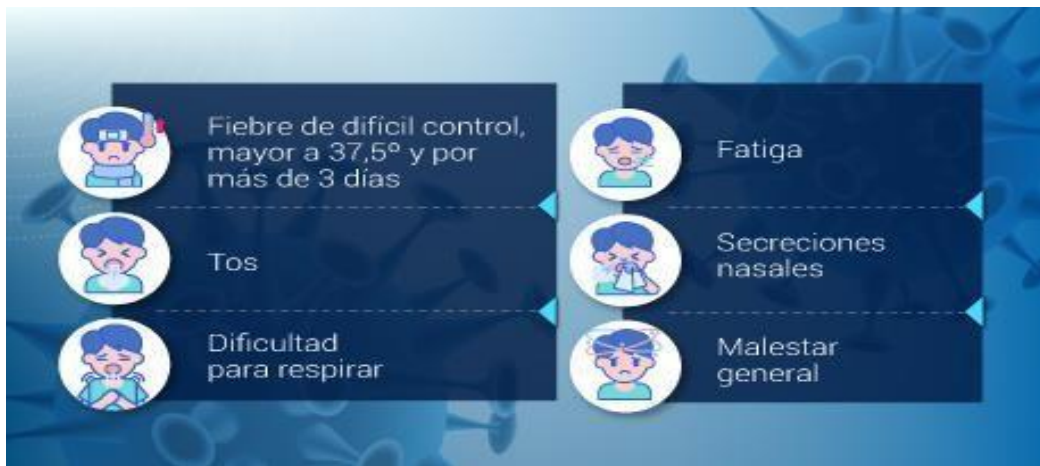 Fiebre de difícil control,
mayor a 37,5º y por
más de 3 días
Tos
Dificultad
para respirar
Fatiga
Secreciones
nasales
Malestar
general